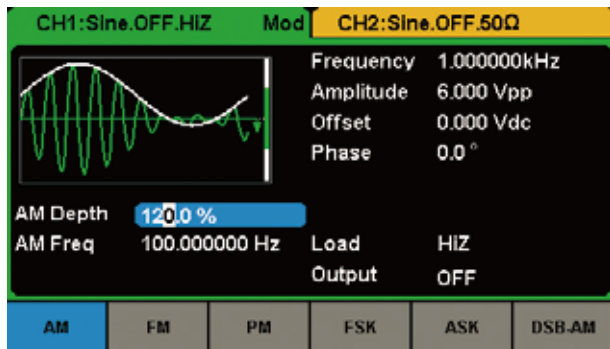 CH1:Sine.OFF.HiZ Mod CH2:Sine.OFF.50Ω
Frequency 1.000000kHz
Amplitude 6.000 Vpp
Offset 0.000 Vdc
Phase 0.0 °
AM Depth 120.0 %
AM Freq 100.000000 Hz Load HiZ
Output OFF
AM FM PM FSK ASK DSB-AM